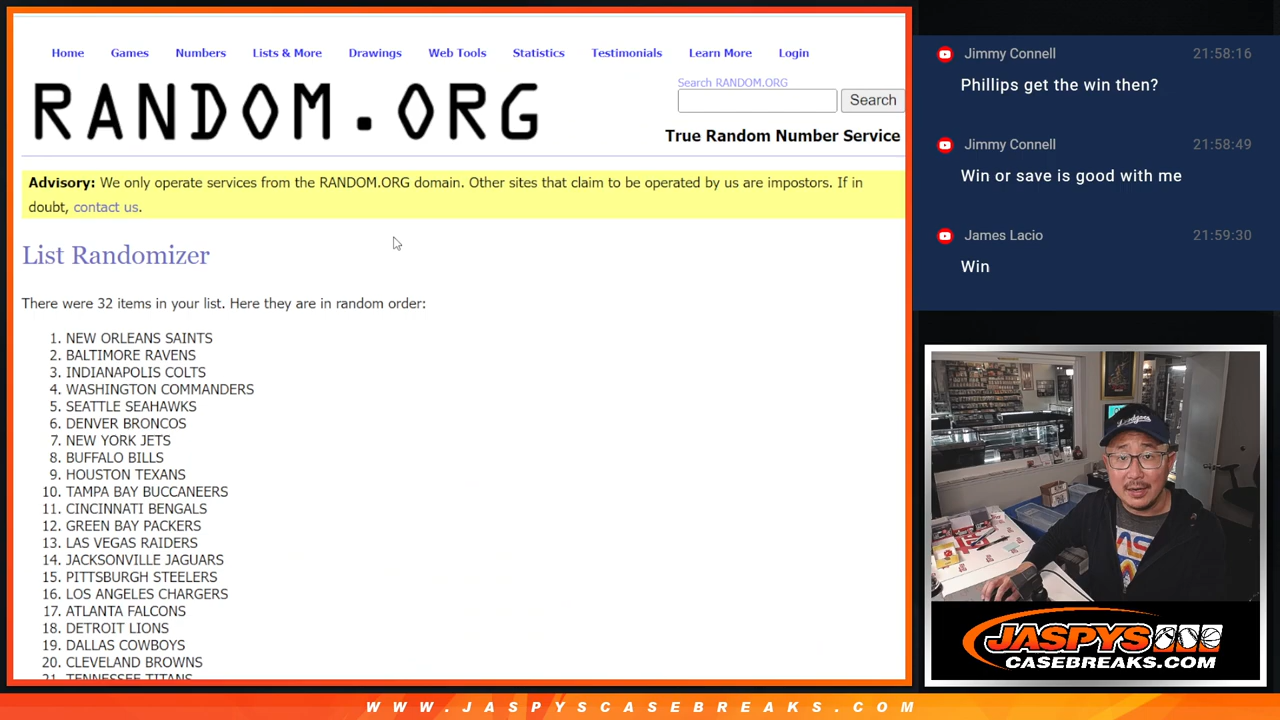 Home Games Numbers Lists & More Drawings Web Tools Statistics Testimonials Learn More Login
RANDOM.ORG
Search RANDOM.ORG
Search
True Random Number Service
Advisory: We only operate services from the RANDOM.ORG domain. Other sites that claim to be operated by us are impostors. If in
doubt, contact us.
List Randomizer
There were 32 items in your list. Here they are in random order:
1. NEW ORLEANS SAINTS
2. BALTIMORE RAVENS
3. INDIANAPOLIS COLTS
4. WASHINGTON COMMANDERS
5. SEATTLE SEAHAWKS
6. DENVER BRONCOS
7. NEW YORK JETS
8. BUFFALO BILLS
9. HOUSTON TEXANS
10. TAMPA BAY BUCCANEERS
11. CINCINNATI BENGALS
12. GREEN BAY PACKERS
13. LAS VEGAS RAIDERS
14. JACKSONVILLE JAGUARS
15. PITTSBURGH STEELERS
16. LOS ANGELES CHARGERS
17. ATLANTA FALCONS
18. DETROIT LIONS
19. DALLAS COWBOYS
20. CLEVELAND BROWNS
21. TENNESSEE TITANS
Jimmy Connell 21:58:16
Phillips get the win then?
Jimmy Connell 21:58:49
Win or save is good with me
James Lacio 21:59:30
Win
JASPYS
CASEBREAKS.COM
WWW.JASPYSCASEBREAKS.COM